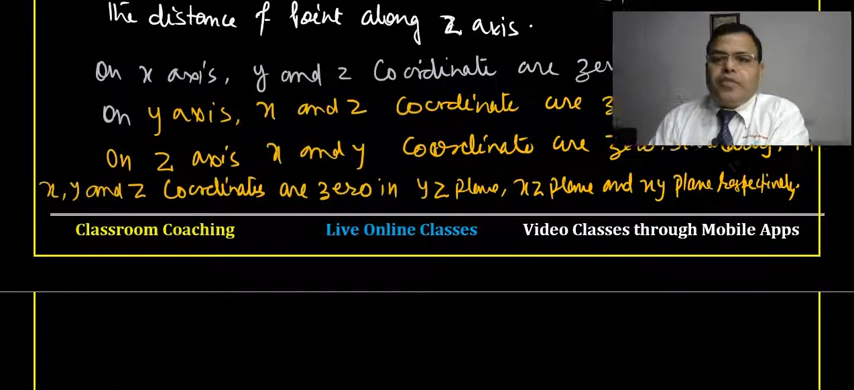 The distance of Point along Z axis.
On x axis, y and z Coordinate are zer
On y axis, x and z coordinate are z
On z axis x and y coordinate are zero.
x, y and z Coordinates are zero in yz plane, xz plane and xy plane respectively.
Classroom Coaching Live Online Classes Video Classes through Mobile Apps